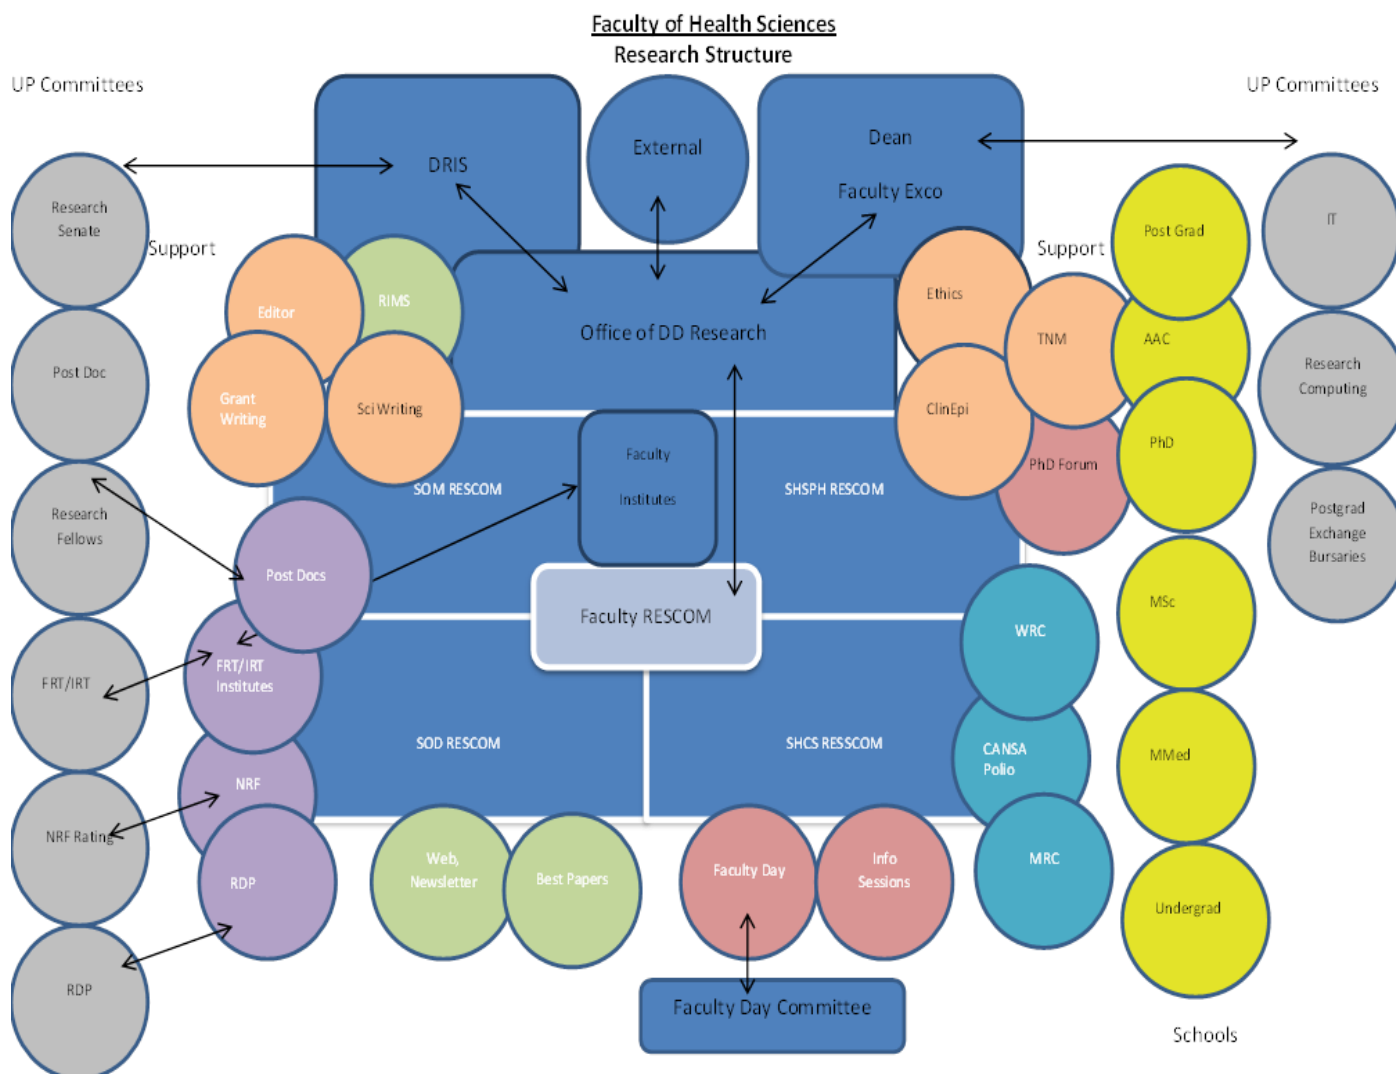 Faculty of Health Sciences
Research Structure
UP Committees
UP Committees
DRIS
External
Dean
Faculty Exco
Research
Senate
Support
Support
Post Grad
IT
Editor
RIMS
Office of DD Research
Ethics
TNM
AAC
Post Doc
Research
Computing
Grant
Writing
Sci Writing
ClinEpi
PhD
Faculty
Institutes
SOM RESCOM
SHSPH RESCOM
PhD Forum
Research
Fellows
Postgrad
Exchange
Bursaries
Post Docs
Faculty RESCOM
WRC
MSc
FRT/IRT
FRT/IRT
Institutes
SOD RESCOM
SHCS RESSCOM
CANSA
Polio
MMed
NRF
NRF Rating
RDP
Web,
Newsletter
Best Papers
Faculty Day
Info
Sessions
MRC
Undergrad
RDP
Faculty Day Committee
Schools